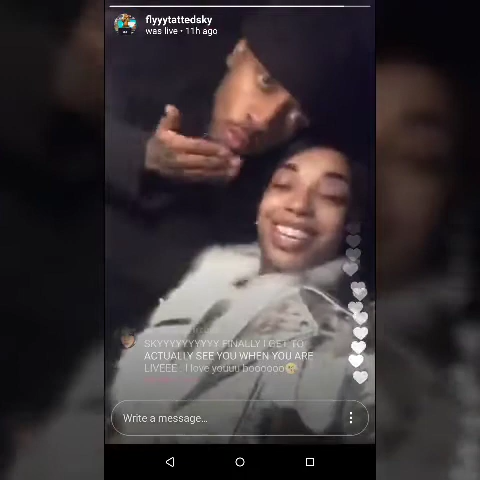 flyyytattedsky
was live • 11h ago
SKYYYYYYYYYY FINALLY I GET TO
ACTUALLY SEE YOU WHEN YOU ARE
LIVEEE . I love youuu boooooo😘
Write a message...